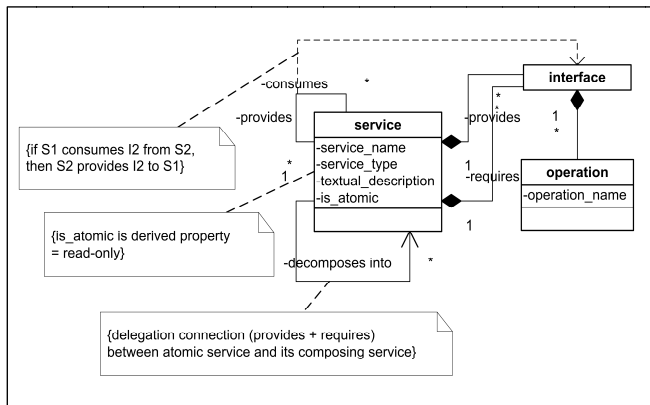 -consumes
*
-provides
interface
*
*
-provides
1
*
service
-service_name
-service_type
-textual_description
-is_atomic
1
-requires
1
operation
-operation_name
{if S1 consumes I2 from S2,
then S2 provides I2 to S1}
*
1
{is_atomic is derived property
= read-only}
-decomposes into
*
{delegation connection (provides + requires)
between atomic service and its composing service}